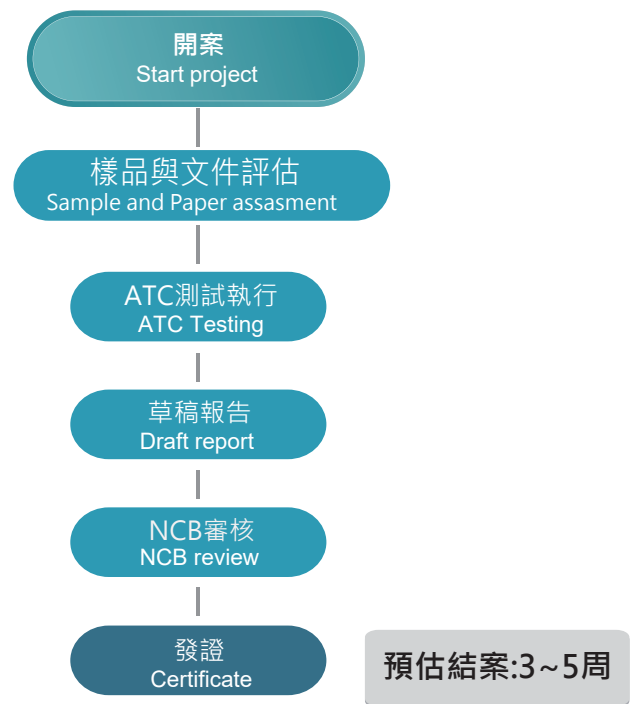 開案
Start project
樣品與文件評估
Sample and Paper assasment
ATC測試執行
ATC Testing
草稿報告
Draft report
NCB審核
NCB review
發證
Certificate
預估結案:3~5周